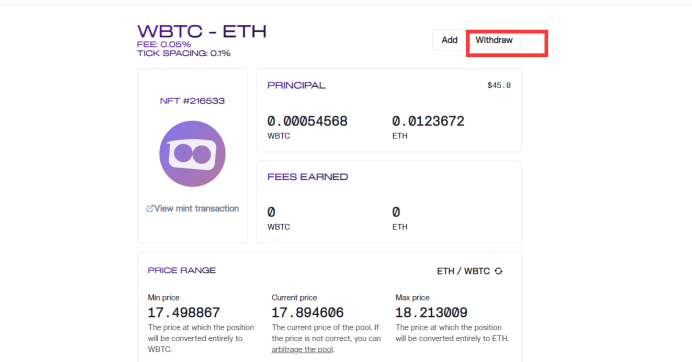 WBTC - ETH
FEE: 0.05%
TICK SPACING: 0.1%
Add
Withdraw
NFT #216533
View mint transaction
PRINCIPAL
$45.8
0.00054568
0.0123672
WBTC
ETH
FEES EARNED
0
0
WBTC
ETH
PRICE RANGE
ETH / WBTC
Min price
Current price
Max price
17.498867
17.894606
18.213009
The price at which the position
will be converted entirely to
WBTC.
The current price of the pool. If
the price is not correct, you can
arbitrage the pool.
The price at which the position
will be converted entirely to ETH.